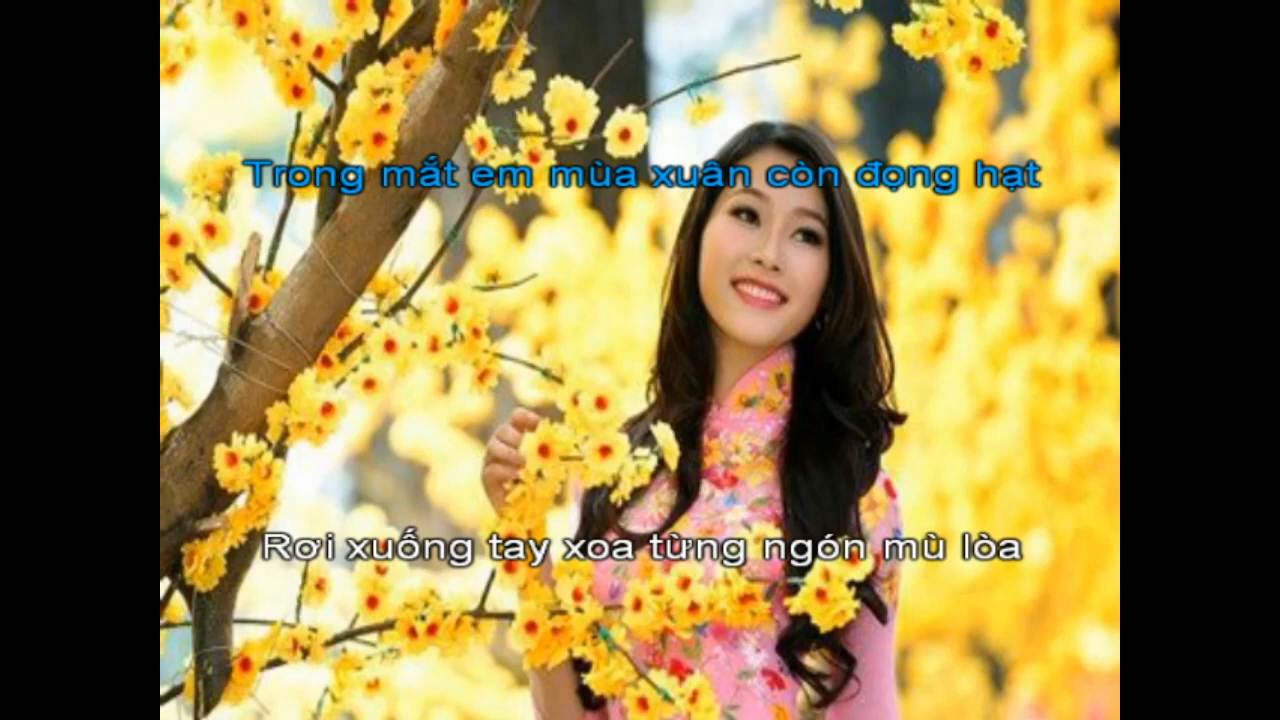 Trong mắt em mùa xuân còn đọng hạt
Rơi xuống tay xoa từng ngón mù lòa